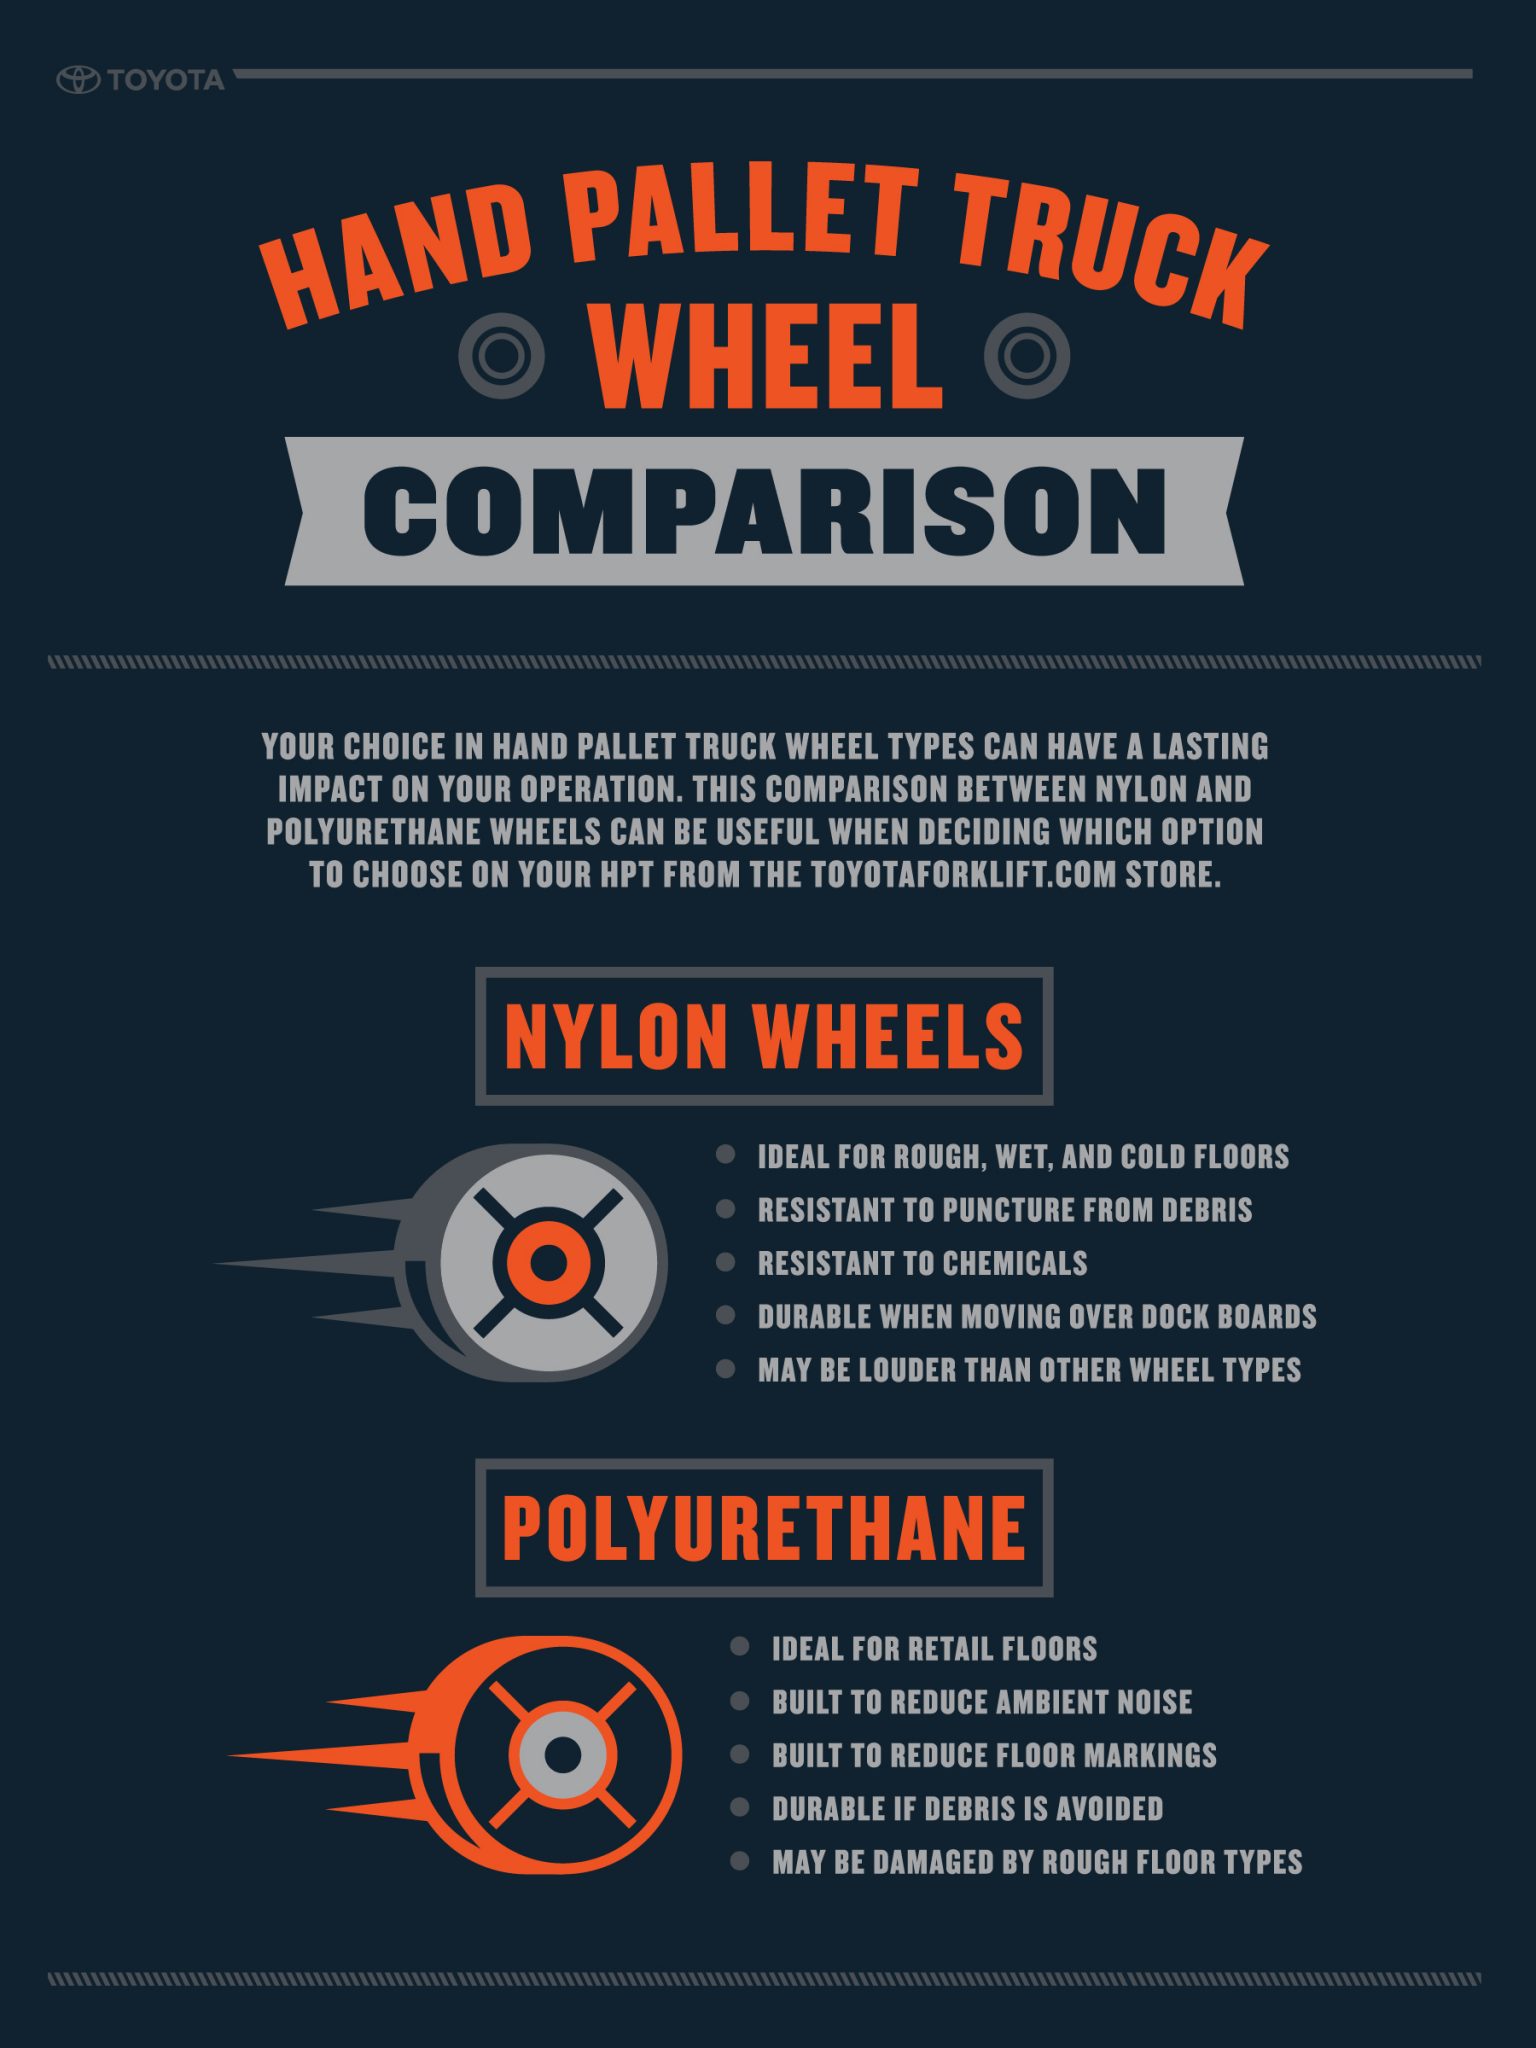 TOYOTA
HAND PALLET TRUCK
WHEEL
COMPARISON
YOUR CHOICE IN HAND PALLET TRUCK WHEEL TYPES CAN HAVE A LASTING
IMPACT ON YOUR OPERATION. THIS COMPARISON BETWEEN NYLON AND
POLYURETHANE WHEELS CAN BE USEFUL WHEN DECIDING WHICH OPTION
TO CHOOSE ON YOUR HPT FROM THE TOYOTAFORKLIFT.COM STORE.
NYLON WHEELS
IDEAL FOR ROUGH, WET, AND COLD FLOORS
RESISTANT TO PUNCTURE FROM DEBRIS
RESISTANT TO CHEMICALS
DURABLE WHEN MOVING OVER DOCK BOARDS
MAY BE LOUDER THAN OTHER WHEEL TYPES
POLYURETHANE
IDEAL FOR RETAIL FLOORS
BUILT TO REDUCE AMBIENT NOISE
BUILT TO REDUCE FLOOR MARKINGS
DURABLE IF DEBRIS IS AVOIDED
MAY BE DAMAGED BY ROUGH FLOOR TYPES